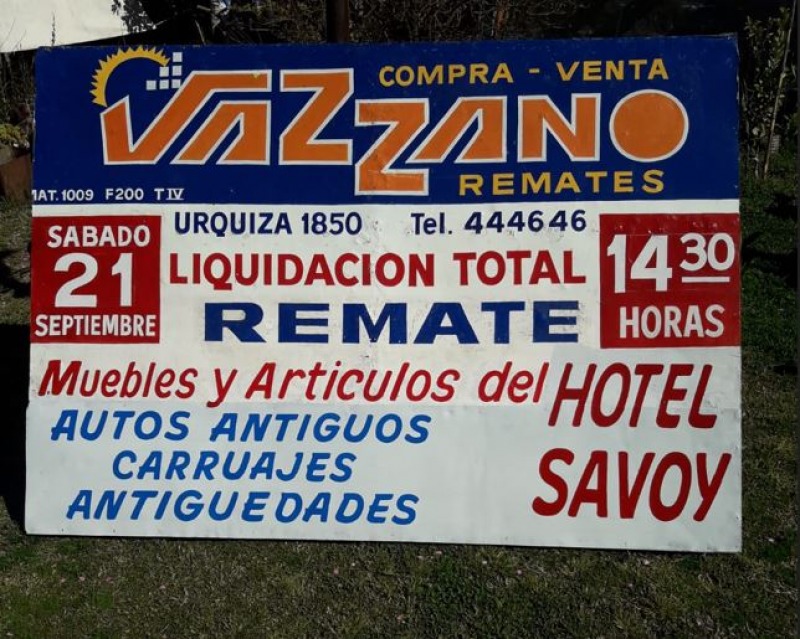 COMPRA - VENTA
VAZZANO
REMATES
1009 F200 T IV
URQUIZA 1850 Tel. 444646
SABADO
21
SEPTIEMBRE
LIQUIDACION TOTAL
REMATE
14 30
HORAS
Muebles y Articulos del HOTEL
SAVOY
AUTOS ANTIGUOS
CARRUAJES
ANTIGUEDADES